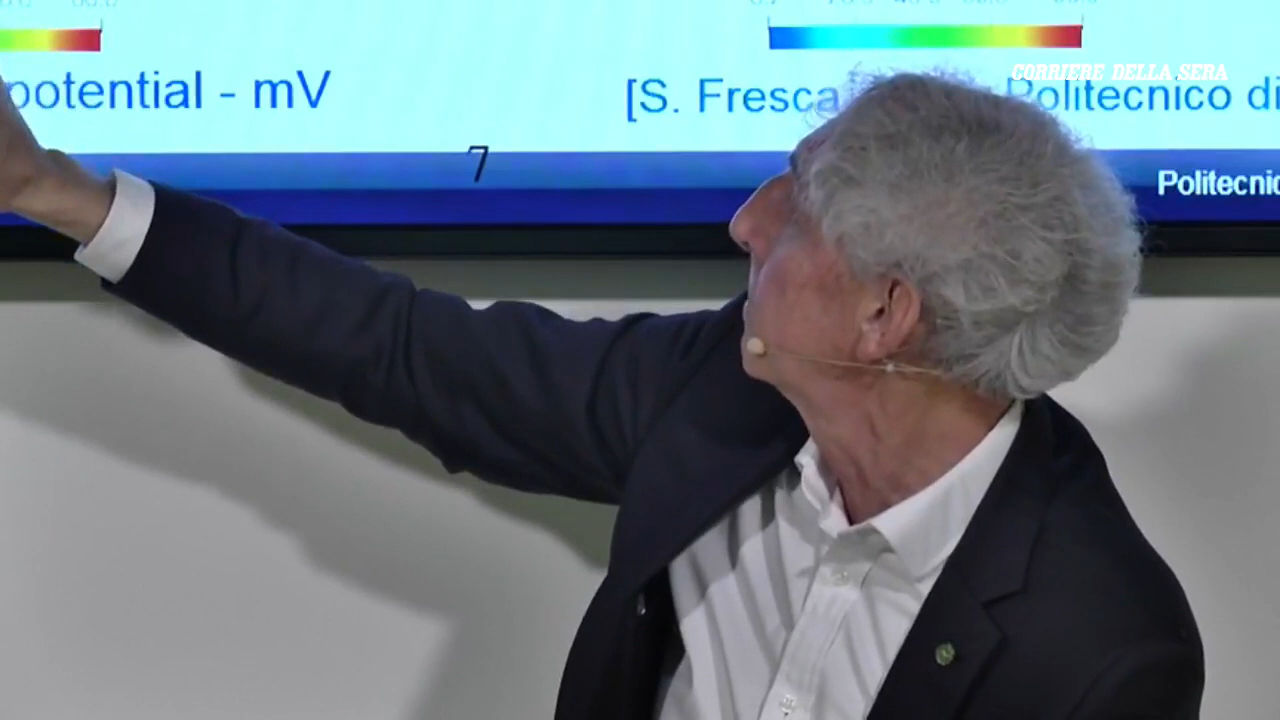 CORRIERE DELLA SERA
potential - mV
[S. Fresca Politecnico di
7
Politecnic